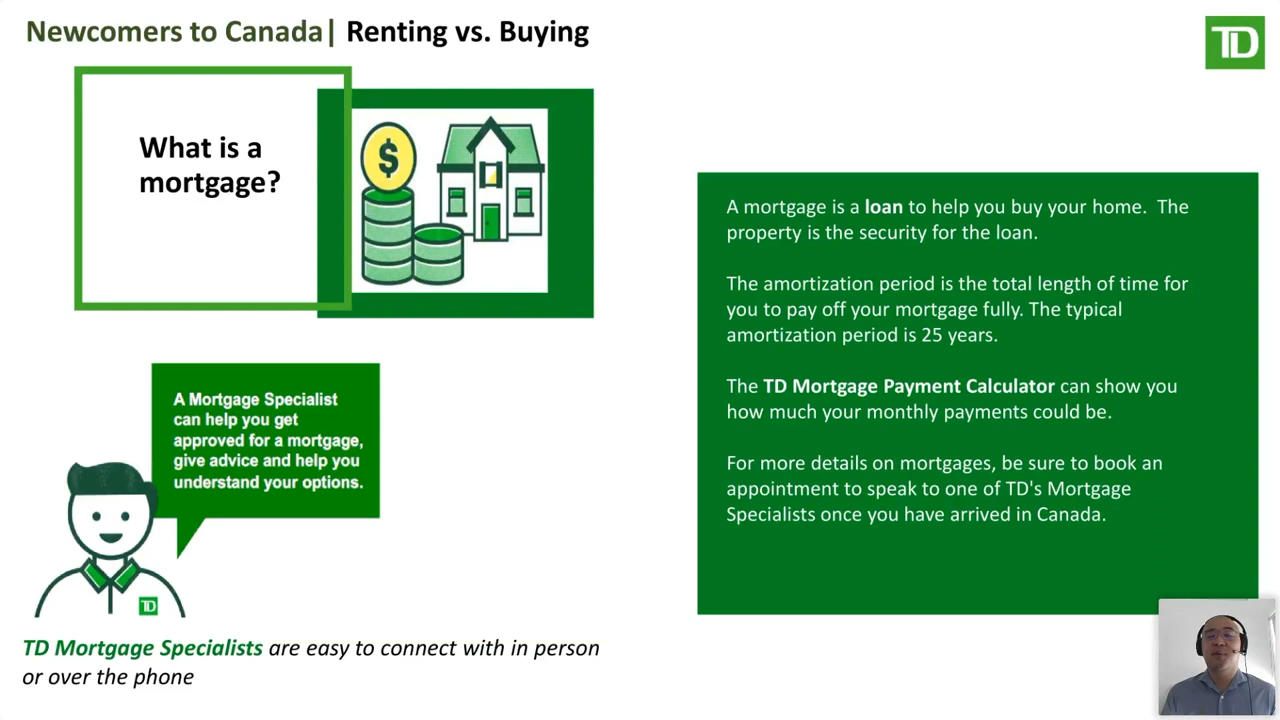 Newcomers to Canada| Renting vs. Buying
TD
What is a
mortgage?
$
A mortgage is a loan to help you buy your home.  The
property is the security for the loan.
The amortization period is the total length of time for
you to pay off your mortgage fully. The typical
amortization period is 25 years.
The TD Mortgage Payment Calculator can show you
how much your monthly payments could be.
For more details on mortgages, be sure to book an
appointment to speak to one of TD's Mortgage
Specialists once you have arrived in Canada.
A Mortgage Specialist
can help you get
approved for a mortgage,
give advice and help you
understand your options.
TD
TD Mortgage Specialists are easy to connect with in person
or over the phone